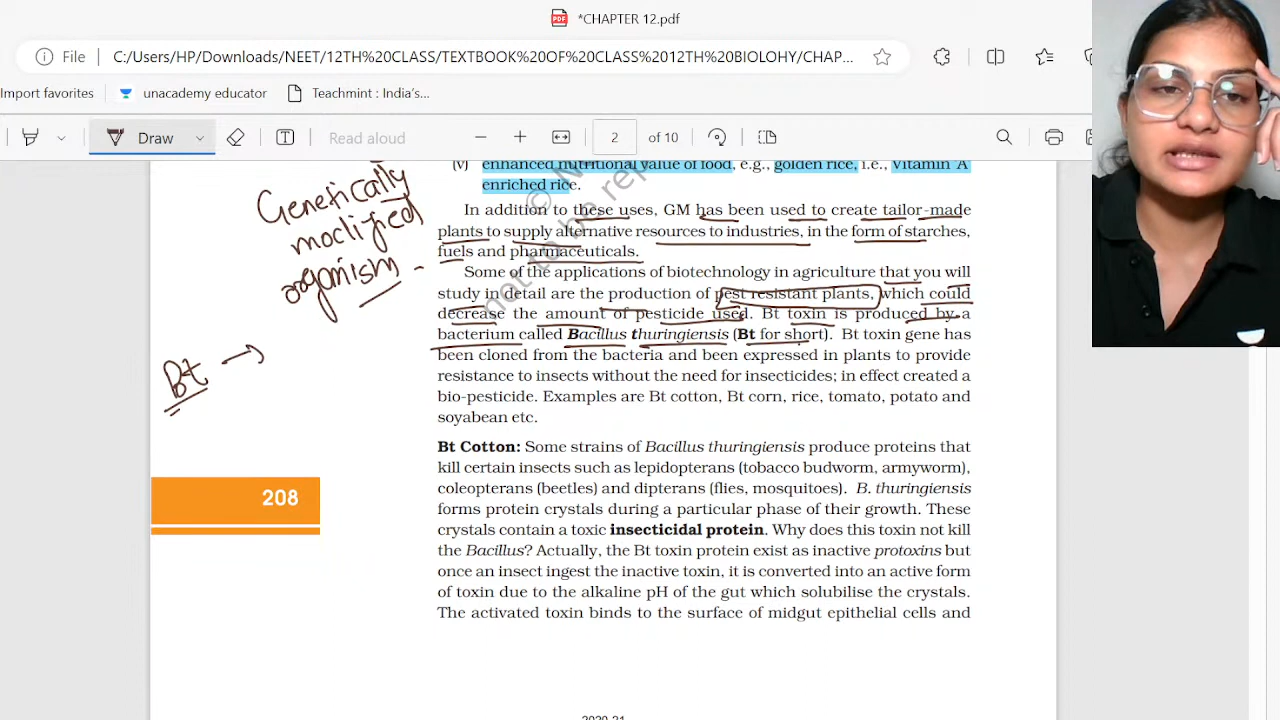 *CHAPTER 12.pdf
File C:/Users/HP/Downloads/NEET/12TH%20CLASS/TEXTBOOK%20OF%20CLASS%2012TH%20BIOLOHY/CHAP...
Import favorites unacademy educator Teachmint : India's...
Draw Read aloud 2 of 10
(v) enhanced nutritional value of food, e.g., golden rice, i.e., Vitamin 'A'
enriched rice.
In addition to these uses, GM has been used to create tailor-made
plants to supply alternative resources to industries, in the form of starches,
fuels and pharmaceuticals.
Some of the applications of biotechnology in agriculture that you will
study in detail are the production of pest resistant plants, which could
decrease the amount of pesticide used. Bt toxin is produced by a
bacterium called Bacillus thuringiensis (Bt for short). Bt toxin gene has
been cloned from the bacteria and been expressed in plants to provide
resistance to insects without the need for insecticides; in effect created a
bio-pesticide. Examples are Bt cotton, Bt corn, rice, tomato, potato and
soyabean etc.
Bt Cotton: Some strains of Bacillus thuringiensis produce proteins that
kill certain insects such as lepidopterans (tobacco budworm, armyworm),
coleopterans (beetles) and dipterans (flies, mosquitoes). B. thuringiensis
forms protein crystals during a particular phase of their growth. These
crystals contain a toxic insecticidal protein. Why does this toxin not kill
the Bacillus? Actually, the Bt toxin protein exist as inactive protoxins but
once an insect ingest the inactive toxin, it is converted into an active form
of toxin due to the alkaline pH of the gut which solubilise the crystals.
The activated toxin binds to the surface of midgut epithelial cells and
Genetically
modified
organism -
Bt →
208
© N
not to be rep
2020-21